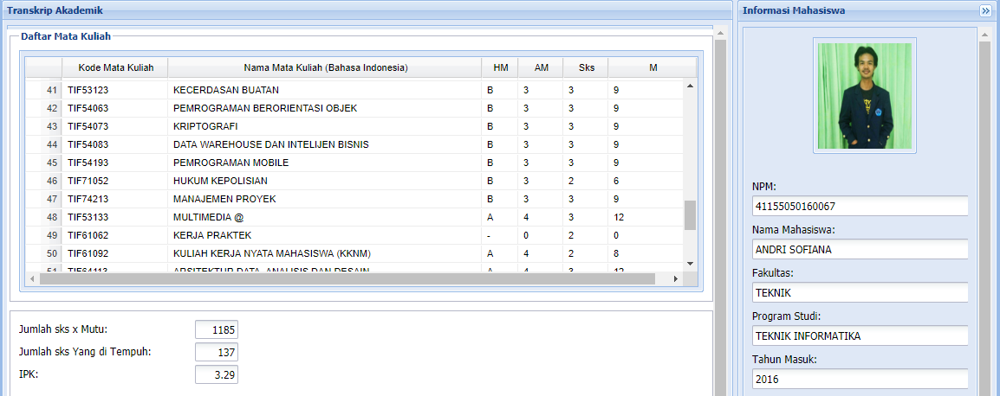 Transkrip Akademik
Daftar Mata Kuliah
Kode Mata Kuliah Nama Mata Kuliah (Bahasa Indonesia) HM AM Sks M
41 TIF53123 KECERDASAN BUATAN B 3 3 9
42 TIF54063 PEMROGRAMAN BERORIENTASI OBJEK B 3 3 9
43 TIF54073 KRIPTOGRAFI B 3 3 9
44 TIF54083 DATA WAREHOUSE DAN INTELIJEN BISNIS B 3 3 9
45 TIF54193 PEMROGRAMAN MOBILE B 3 3 9
46 TIF71052 HUKUM KEPOLISIAN B 3 2 6
47 TIF74213 MANAJEMEN PROYEK B 3 3 9
48 TIF53133 MULTIMEDIA @ A 4 3 12
49 TIF61062 KERJA PRAKTEK - 0 2 0
50 TIF61092 KULIAH KERJA NYATA MAHASISWA (KKNM) A 4 2 8
51 TIF64113 ARSITEKTUR DATA, ANALISIS DAN DESAIN A 4 3 12
Jumlah sks x Mutu: 1185
Jumlah sks Yang di Tempuh: 137
IPK: 3.29
Informasi Mahasiswa
NPM:
41155050160067
Nama Mahasiswa:
ANDRI SOFIANA
Fakultas:
TEKNIK
Program Studi:
TEKNIK INFORMATIKA
Tahun Masuk:
2016